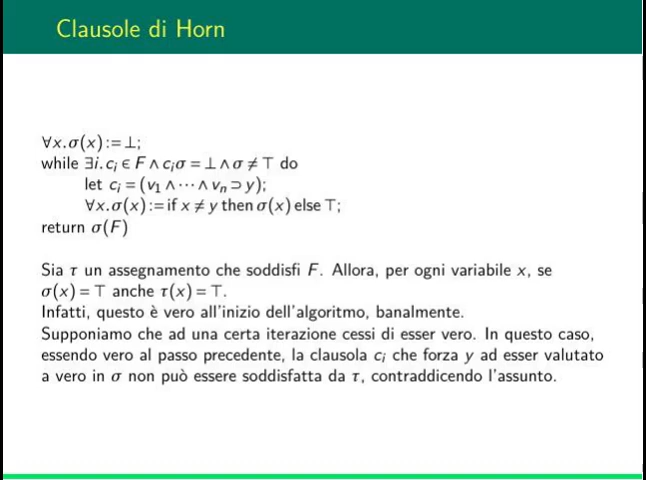 Clausole di Horn
∀x.σ(x):=⊥;
while ∃i.cᵢ ∈ F ∧ cᵢσ = ⊥ ∧ σ ≠ ⊤ do
let cᵢ = (v₁ ∧ ⋯ ∧ vₙ ⊃ y);
∀x.σ(x):= if x ≠ y then σ(x) else ⊤;
return σ(F)
Sia τ un assegnamento che soddisfi F. Allora, per ogni variabile x, se
σ(x) = ⊤ anche τ(x) = ⊤.
Infatti, questo è vero all'inizio dell'algoritmo, banalmente.
Supponiamo che ad una certa iterazione cessi di esser vero. In questo caso,
essendo vero al passo precedente, la clausola cᵢ che forza y ad esser valutato
a vero in σ non può essere soddisfatta da τ, contraddicendo l'assunto.